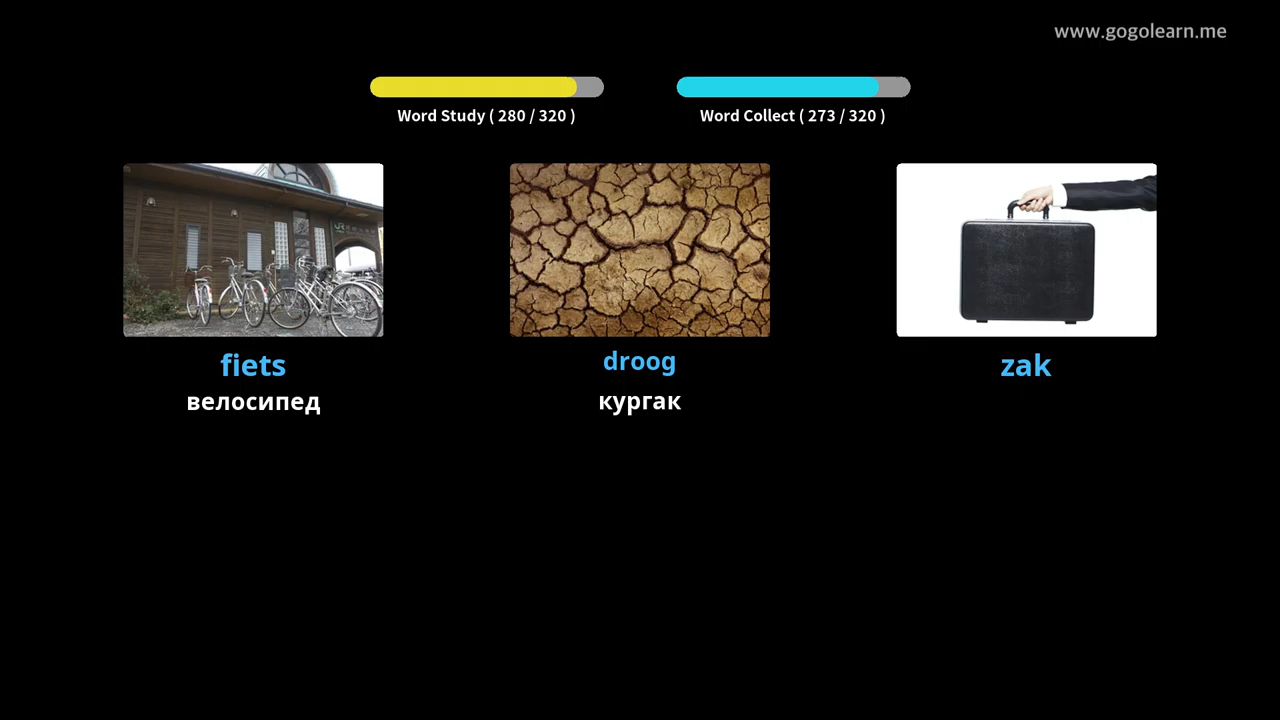 www.gogolearn.me
Word Study ( 280 / 320 )
Word Collect ( 273 / 320 )
fiets
велосипед
droog
кургак
zak